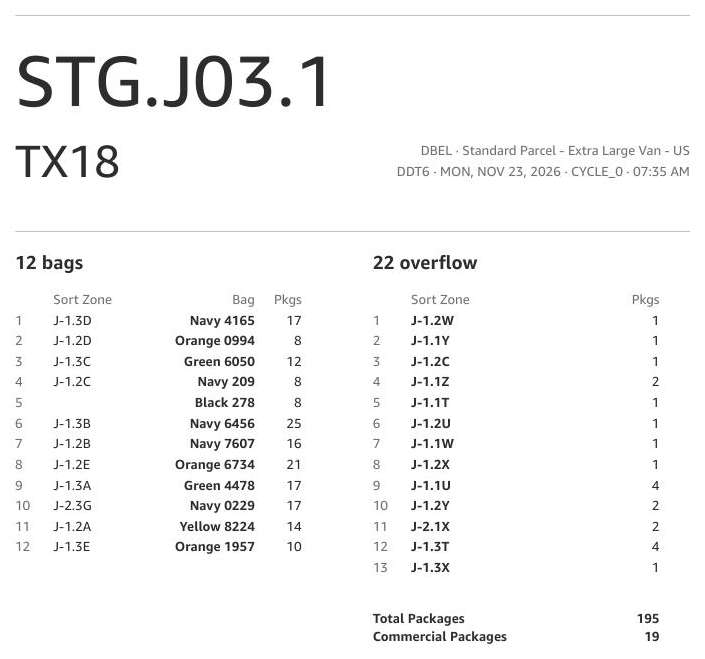 STG.J03.1
TX18
DBEL · Standard Parcel - Extra Large Van - US
DDT6 · MON, NOV 23, 2026 · CYCLE_0 · 07:35 AM
12 bags
Sort Zone Bag Pkgs
1 J-1.3D Navy 4165 17
2 J-1.2D Orange 0994 8
3 J-1.3C Green 6050 12
4 J-1.2C Navy 209 8
5 Black 278 8
6 J-1.3B Navy 6456 25
7 J-1.2B Navy 7607 16
8 J-1.2E Orange 6734 21
9 J-1.3A Green 4478 17
10 J-2.3G Navy 0229 17
11 J-1.2A Yellow 8224 14
12 J-1.3E Orange 1957 10
22 overflow
Sort Zone Pkgs
1 J-1.2W 1
2 J-1.1Y 1
3 J-1.2C 1
4 J-1.1Z 2
5 J-1.1T 1
6 J-1.2U 1
7 J-1.1W 1
8 J-1.2X 1
9 J-1.1U 4
10 J-1.2Y 2
11 J-2.1X 2
12 J-1.3T 4
13 J-1.3X 1
Total Packages 195
Commercial Packages 19